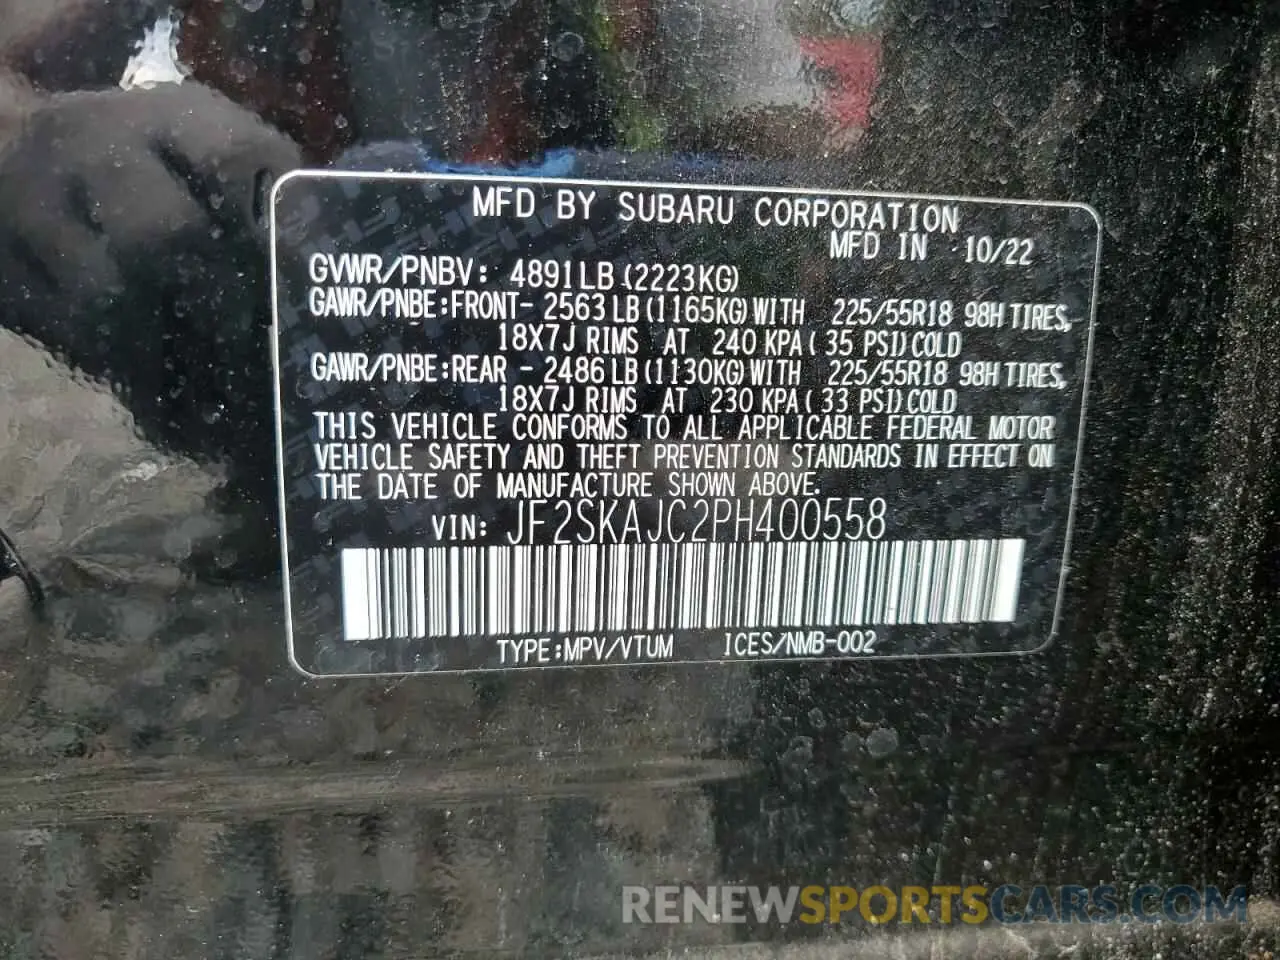 MFD BY SUBARU CORPORATION
MFD IN 10/22
GVWR/PNBV: 4891LB (2223KG)
GAWR/PNBE:FRONT- 2563 LB (1165KG) WITH 225/55R18 98H TIRES,
18X7J RIMS AT 240 KPA ( 35 PSI) COLD
GAWR/PNBE:REAR - 2486 LB (1130KG) WITH 225/55R18 98H TIRES,
18X7J RIMS AT 230 KPA ( 33 PSI) COLD
THIS VEHICLE CONFORMS TO ALL APPLICABLE FEDERAL MOTOR
VEHICLE SAFETY AND THEFT PREVENTION STANDARDS IN EFFECT ON
THE DATE OF MANUFACTURE SHOWN ABOVE.
VIN: JF2SKAJC2PH400558
TYPE:MPV/VTUM ICES/NMB-002
RENEWSPORTSCARS.COM